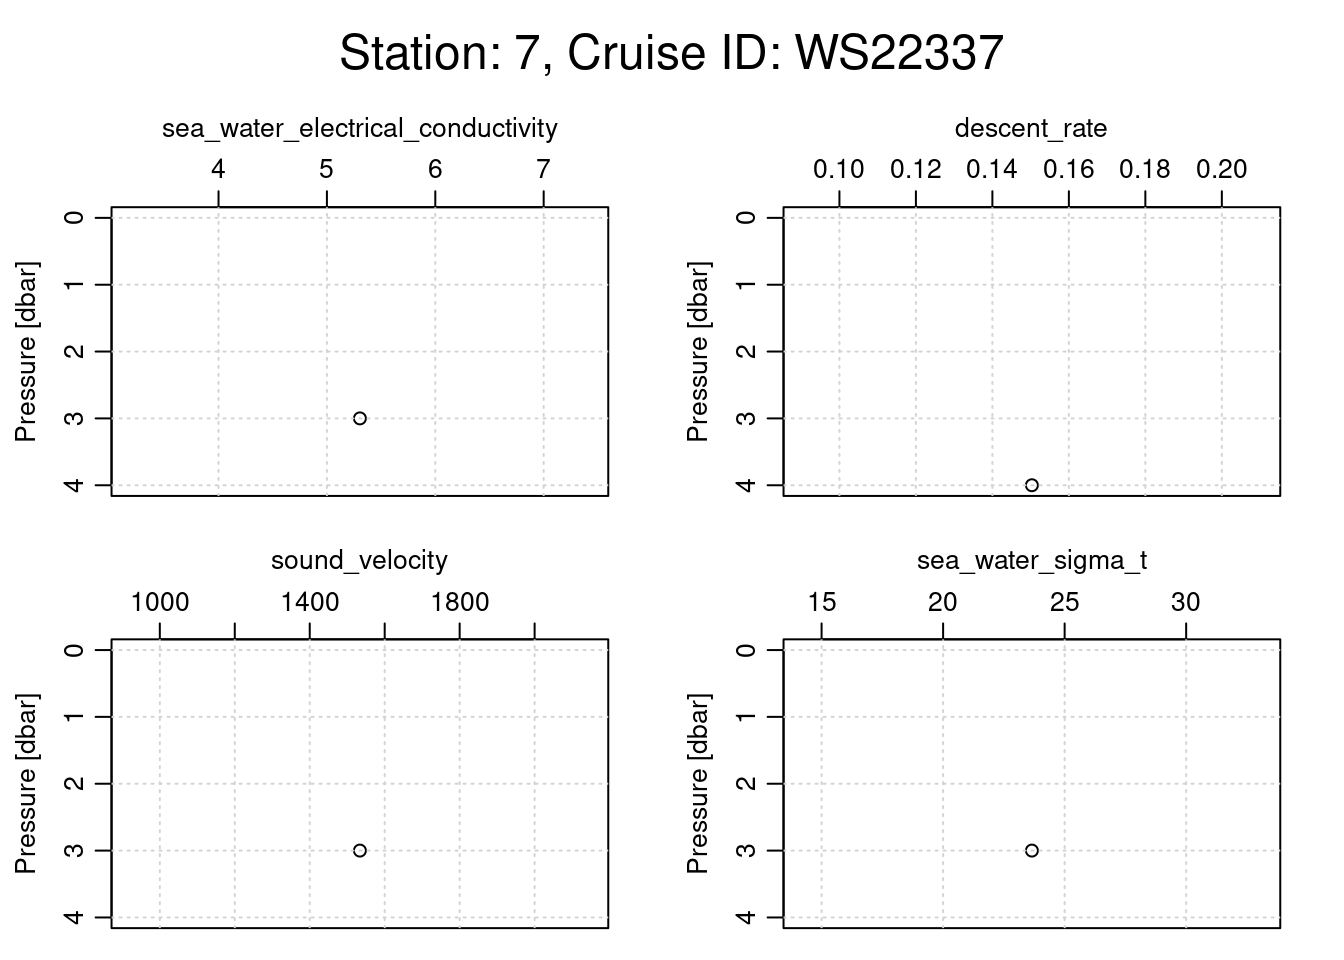 Station: 7, Cruise ID: WS22337
sea_water_electrical_conductivity
4 5 6 7
Pressure [dbar]
0
1
2
3
4
descent_rate
0.10 0.12 0.14 0.16 0.18 0.20
Pressure [dbar]
0
1
2
3
4
sound_velocity
1000 1400 1800
Pressure [dbar]
0
1
2
3
4
sea_water_sigma_t
15 20 25 30
Pressure [dbar]
0
1
2
3
4